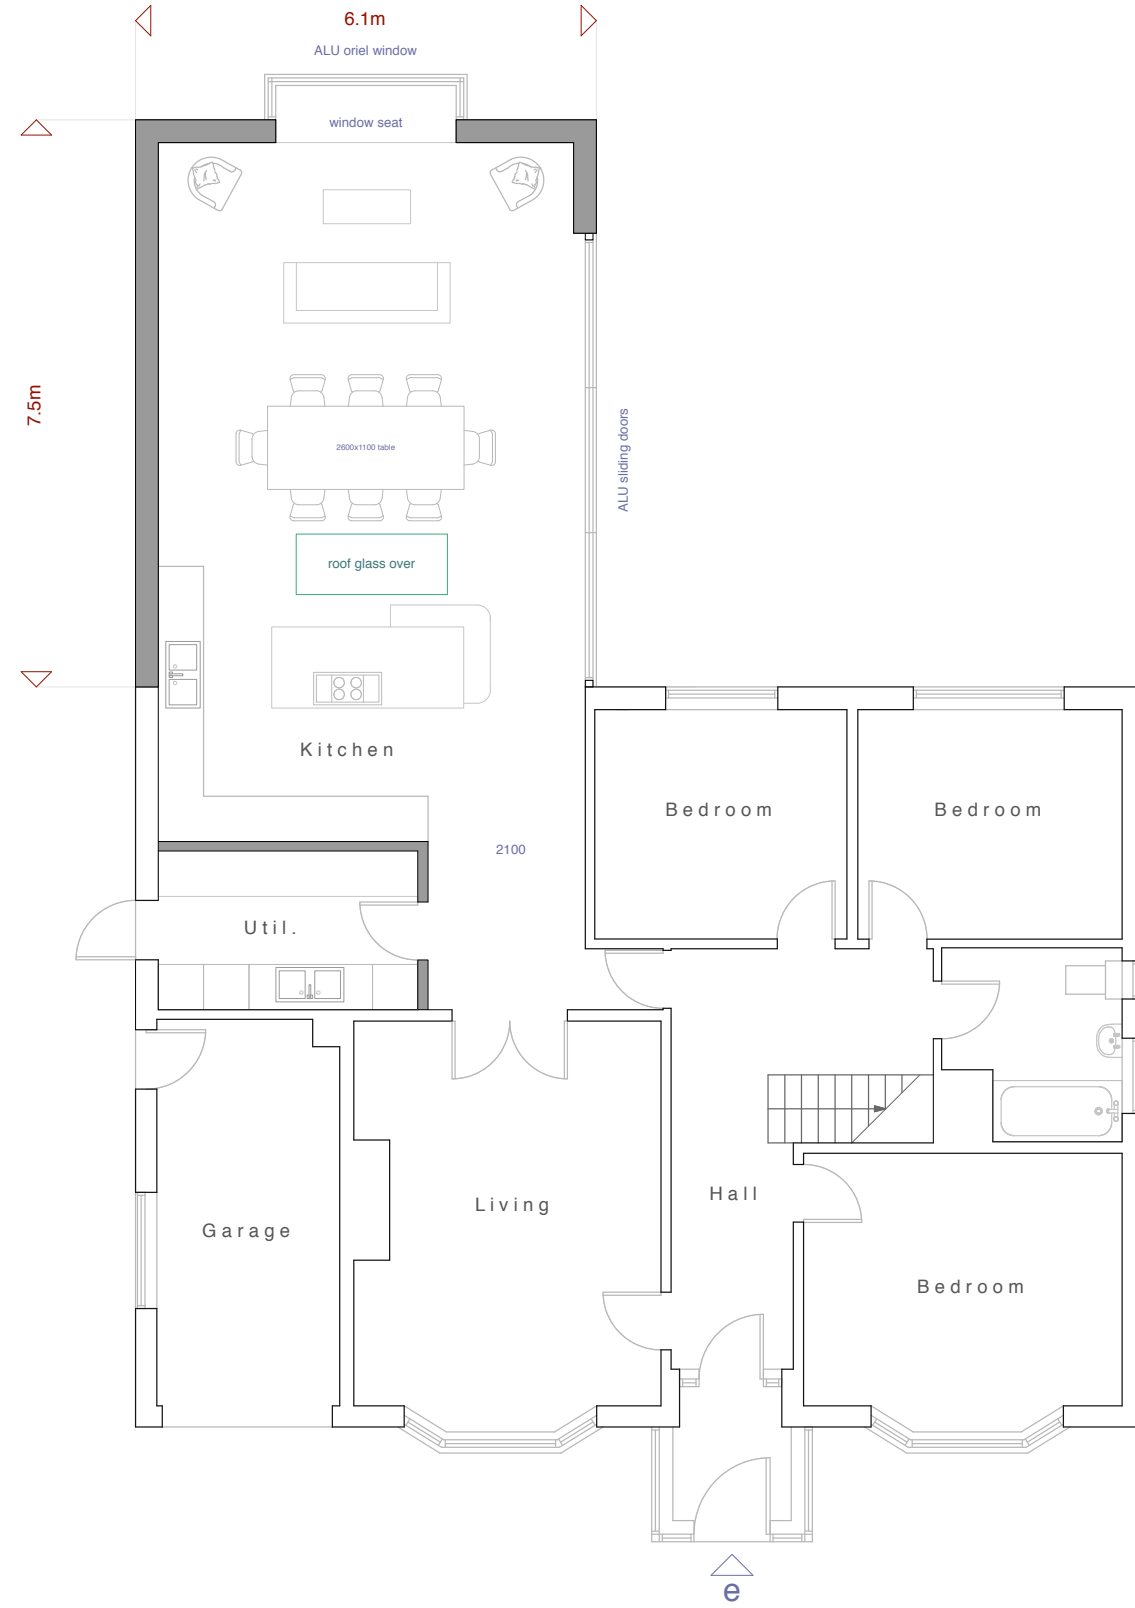 6.1m
ALU oriel window
window seat
7.5m
ALU sliding doors
2600x1100 table
roof glass over
Kitchen
Bedroom
Bedroom
2100
Util.
Hall
Living
Garage
Bedroom
e